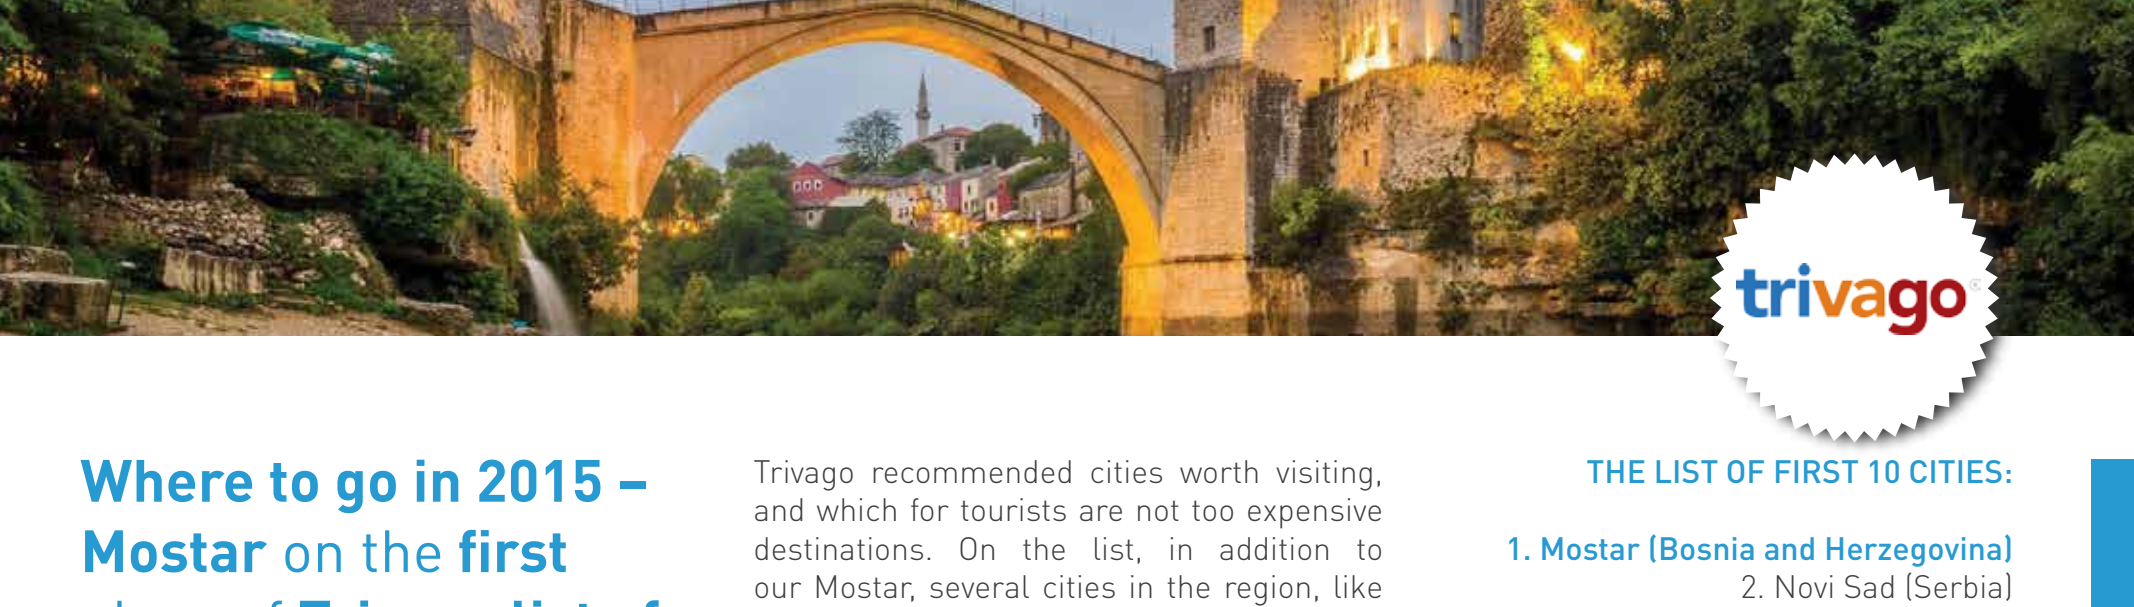 trivago
Where to go in 2015 –
Mostar on the first
Trivago recommended cities worth visiting,
and which for tourists are not too expensive
destinations. On the list, in addition to
our Mostar, several cities in the region, like
THE LIST OF FIRST 10 CITIES:
1. Mostar (Bosnia and Herzegovina)
2. Novi Sad (Serbia)